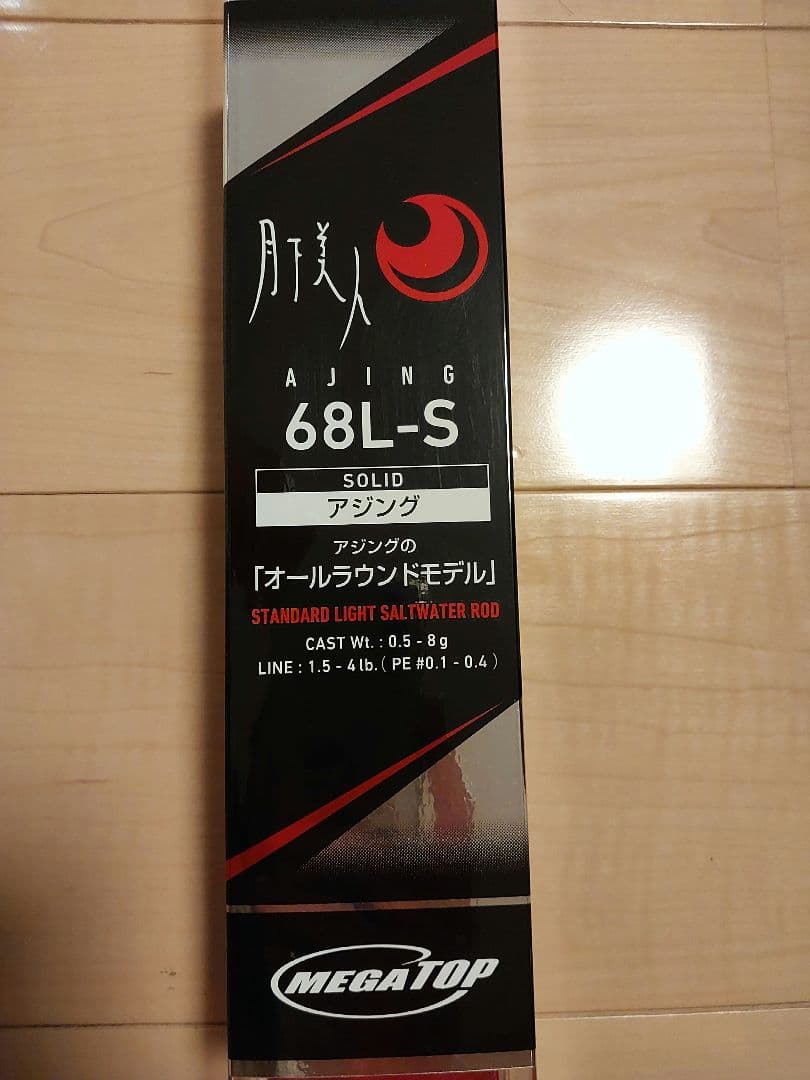 月下美人
AJING
68L-S
SOLID
アジング
アジングの
「オールラウンドモデル」
STANDARD LIGHT SALTWATER ROD
CAST Wt. : 0.5 - 8 g
LINE : 1.5 - 4 lb. ( PE #0.1 - 0.4 )
MEGATOP